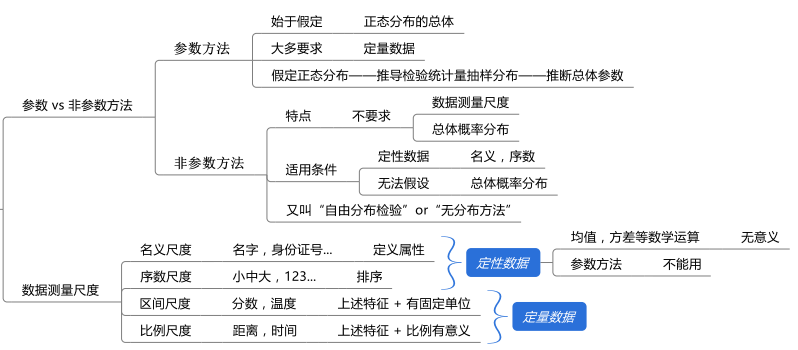 参数 vs 非参数方法
参数方法
始于假定 正态分布的总体
大多要求 定量数据
假定正态分布——推导检验统计量抽样分布——推断总体参数
非参数方法
特点 不要求
数据测量尺度
总体概率分布
适用条件
定性数据 名义，序数
无法假设 总体概率分布
又叫“自由分布检验”or“无分布方法”
数据测量尺度
名义尺度 名字，身份证号... 定义属性
序数尺度 小中大，123... 排序
定性数据
均值，方差等数学运算 无意义
参数方法 不能用
区间尺度 分数，温度 上述特征 + 有固定单位
比例尺度 距离，时间 上述特征 + 比例有意义
定量数据